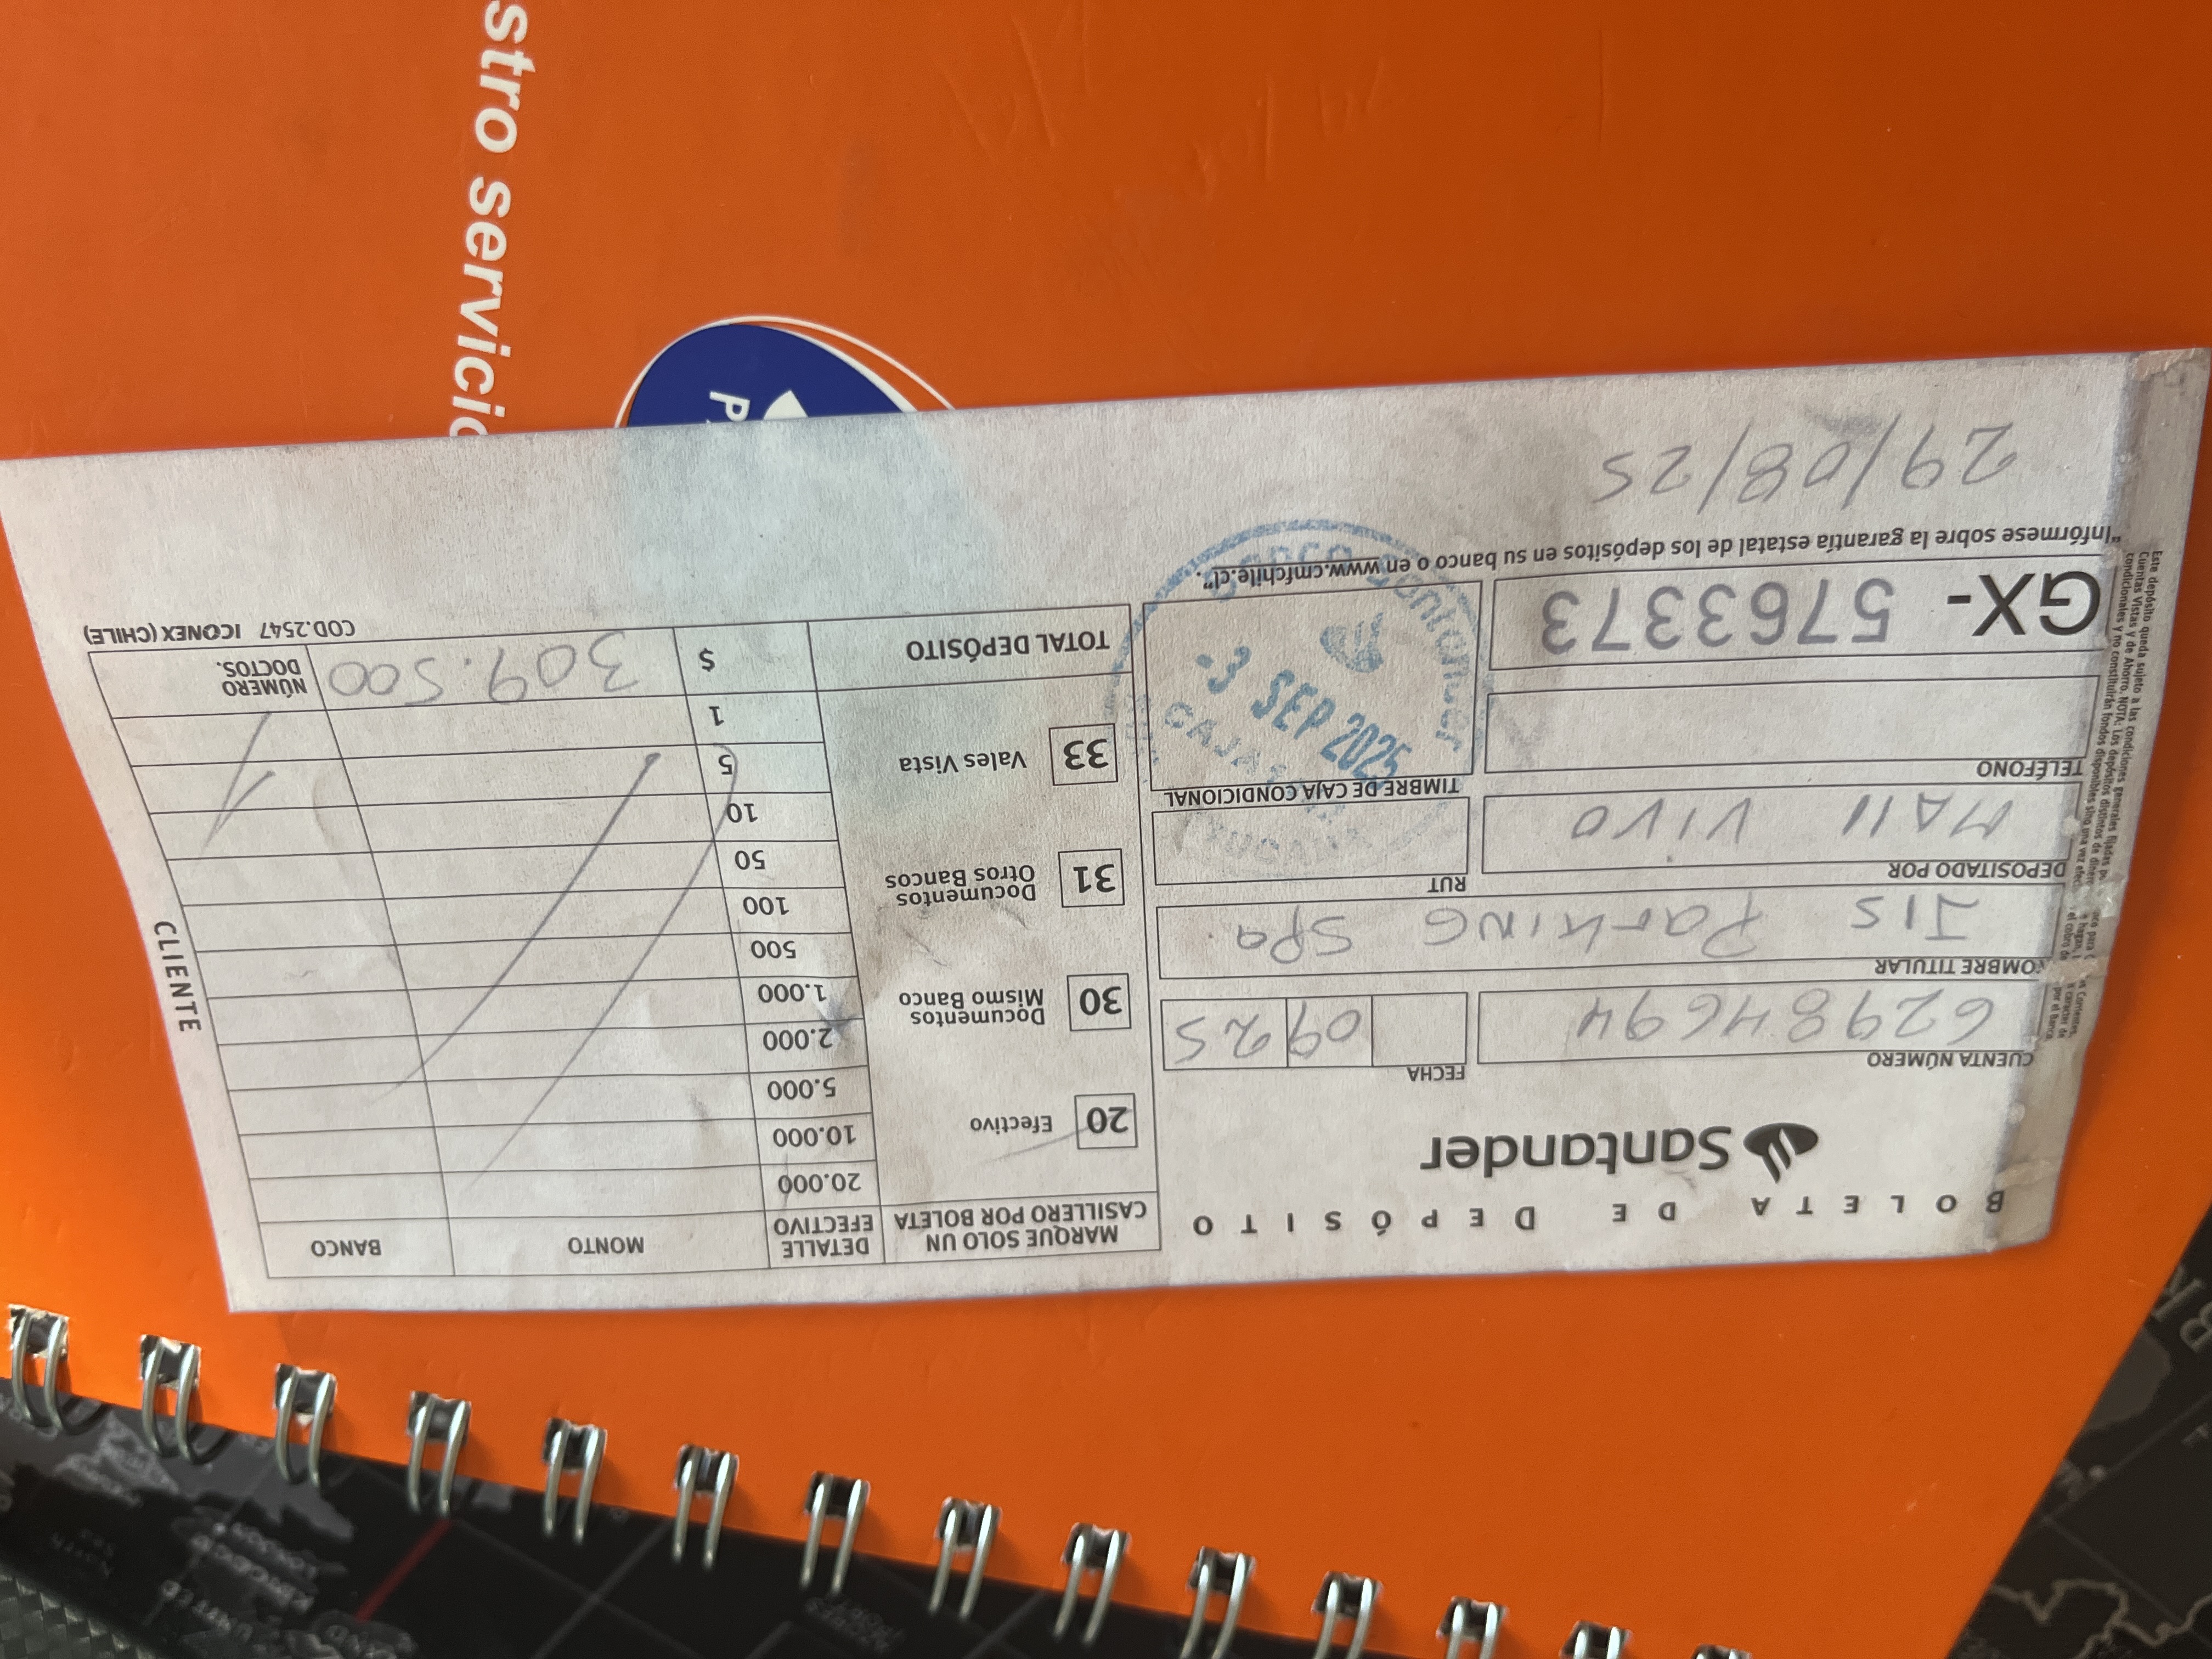 stro servicio
BOLETA DE DEPÓSITO
Santander
CUENTA NÚMERO
629846694
FECHA
09 25
NOMBRE TITULAR
JIS Parking Spa
DEPOSITADO POR
MAll VIVO
RUT
TELÉFONO
TIMBRE DE CAJA CONDICIONAL
Banco Santander
-3 SEP 2025
GX- 5763373
"Infórmese sobre la garantía estatal de los depósitos en su banco o en www.cmfchile.cl".
29/08/25
MARQUE SOLO UN CASILLERO POR BOLETA
20 Efectivo
30 Documentos Mismo Banco
31 Documentos Otros Bancos
33 Vales Vista
TOTAL DEPÓSITO
DETALLE EFECTIVO
MONTO
BANCO
20.000
10.000
5.000
2.000
1.000
500
100
50
10
5
1
$ 309.500
NÚMERO DOCTOS.
COD.2547 ICONEX (CHILE)
CLIENTE